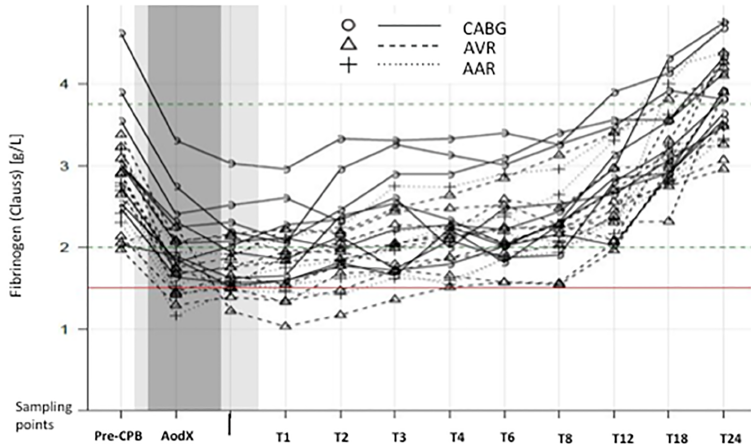 CABG
AVR
AAR
Fibrinogen (Clauss) [g/L]
4
3
2
1
Sampling
points
Pre-CPB AodX T1 T2 T3 T4 T6 T8 T12 T18 T24